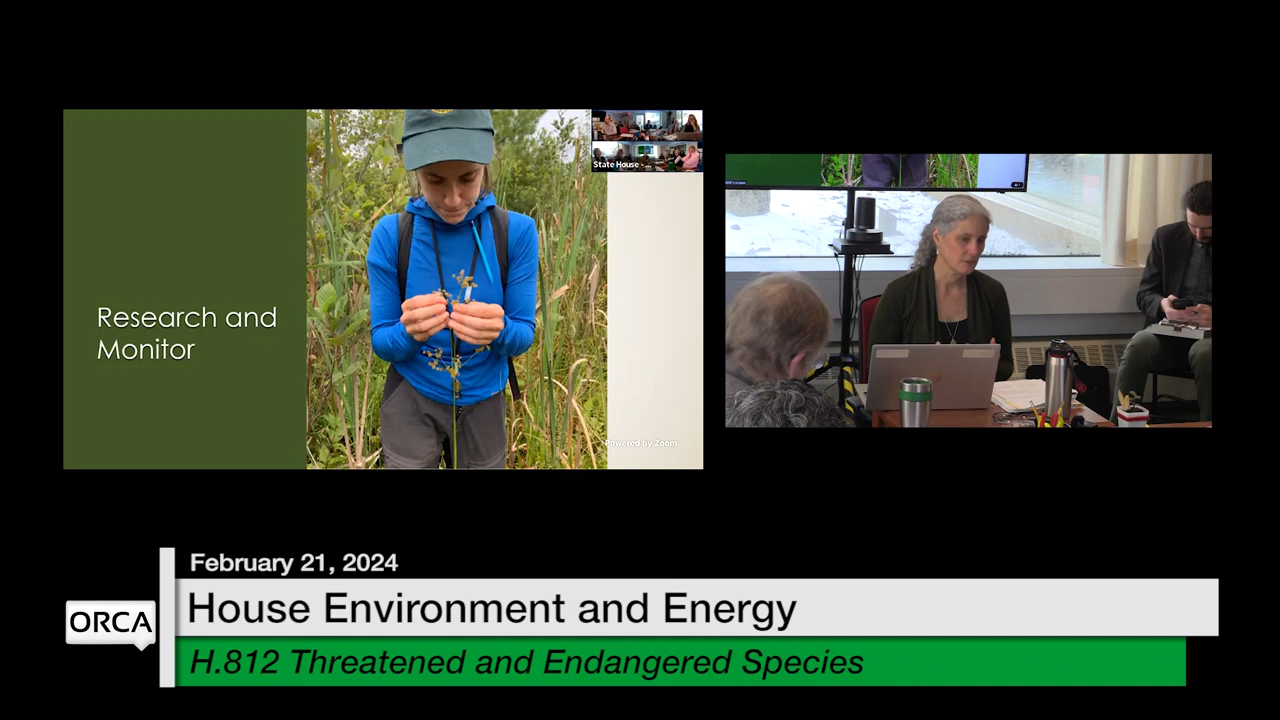 State House - ...
Research and
Monitor
Powered by Zoom
February 21, 2024
ORCA
House Environment and Energy
H.812 Threatened and Endangered Species